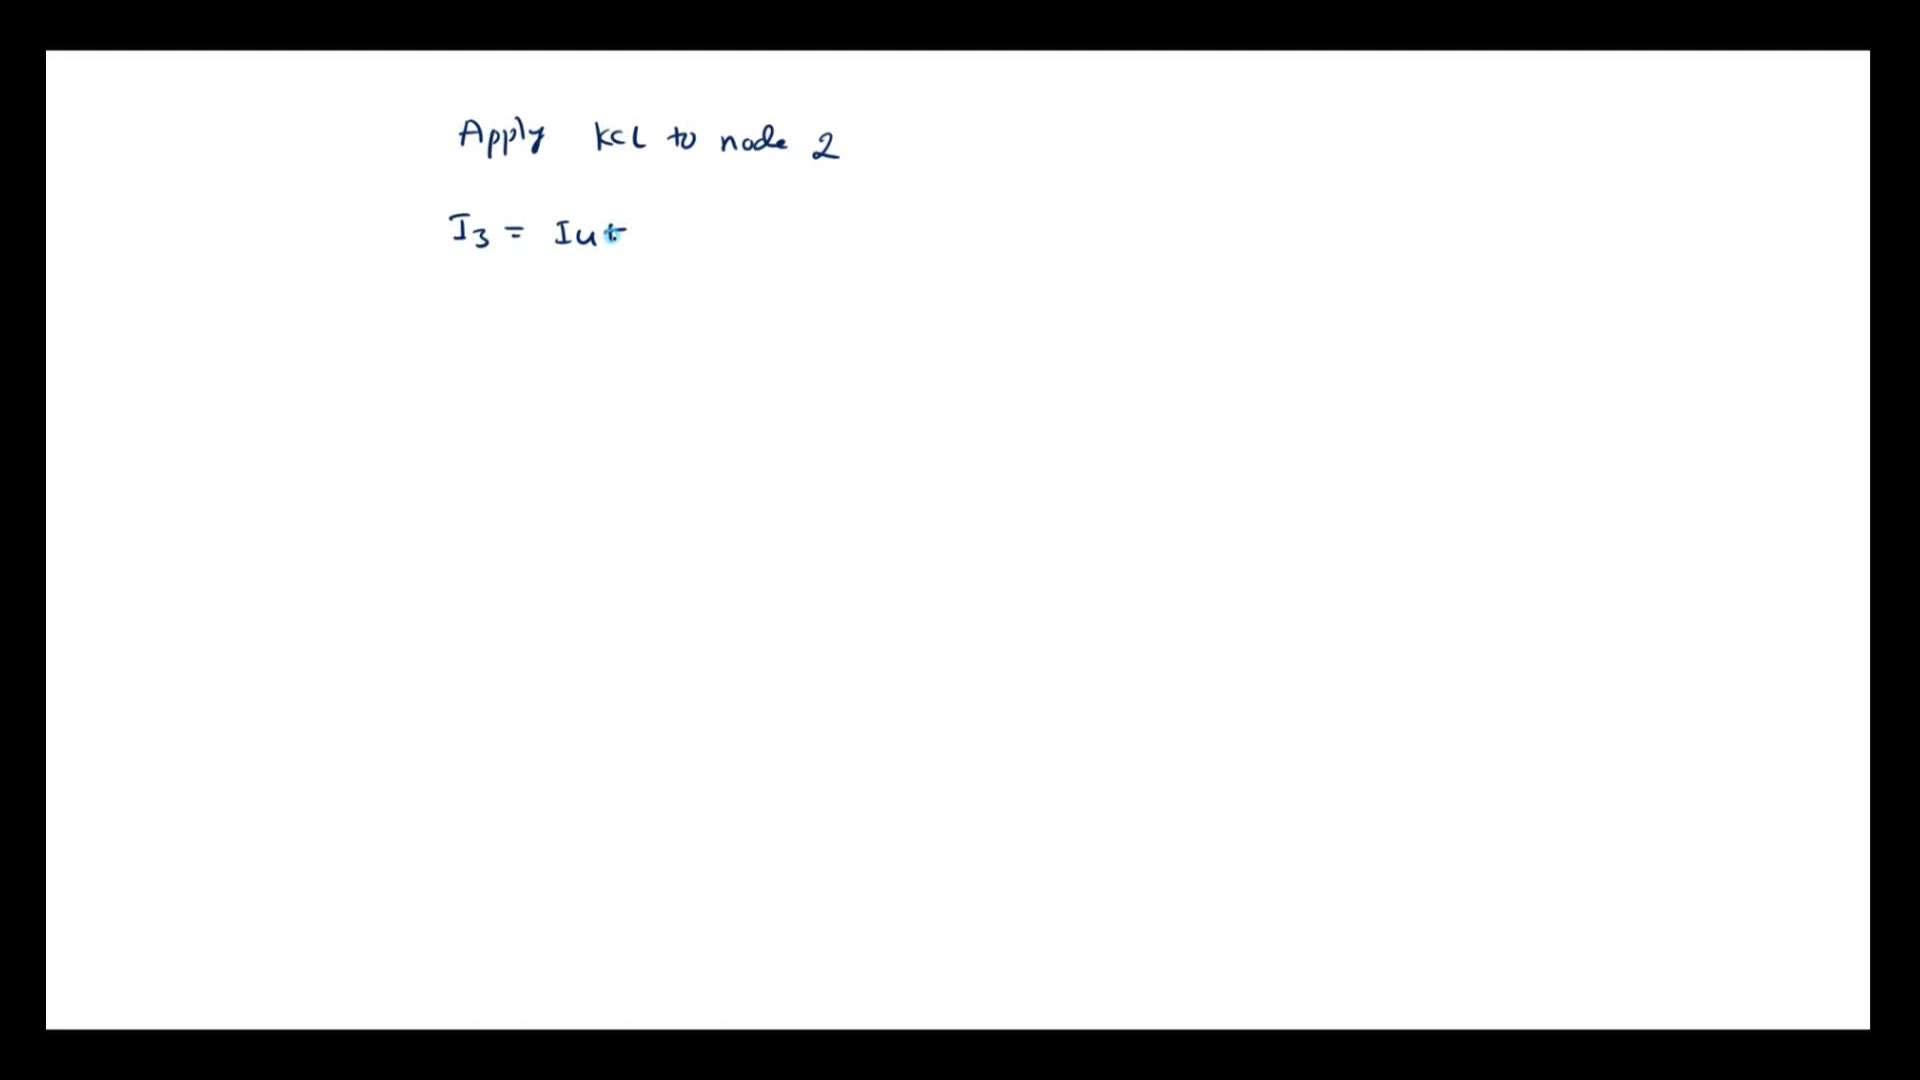 Apply KCL to node 2
I3 = I4+